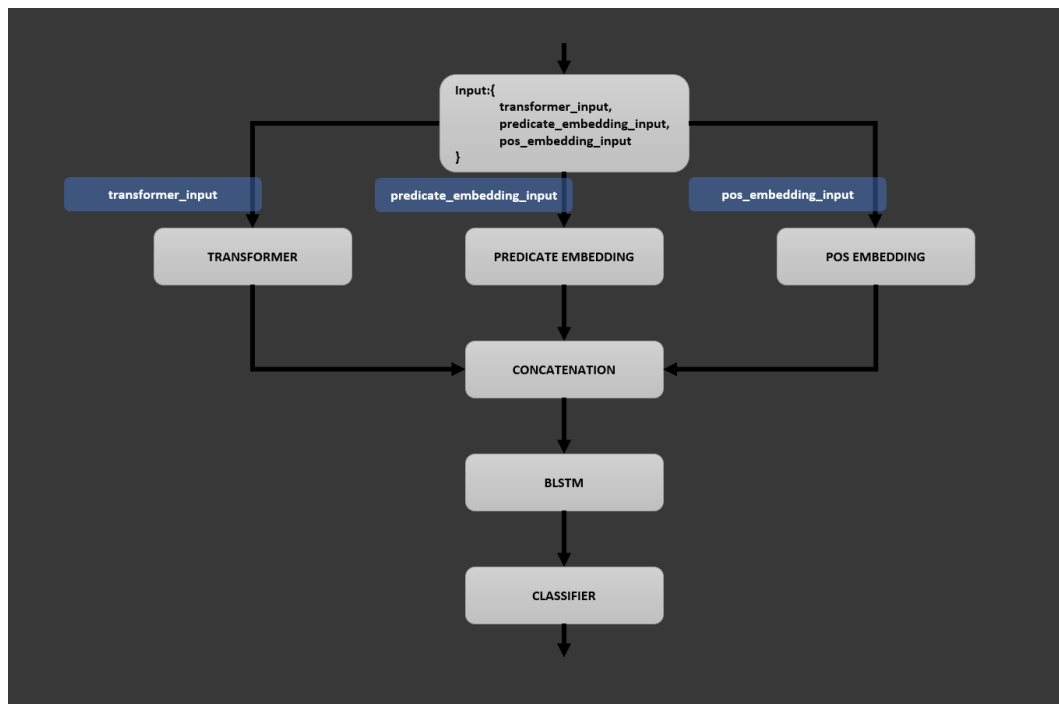 Input:{
transformer_input,
predicate_embedding_input,
pos_embedding_input
}
transformer_input
predicate_embedding_input
pos_embedding_input
TRANSFORMER
PREDICATE EMBEDDING
POS EMBEDDING
CONCATENATION
BLSTM
CLASSIFIER